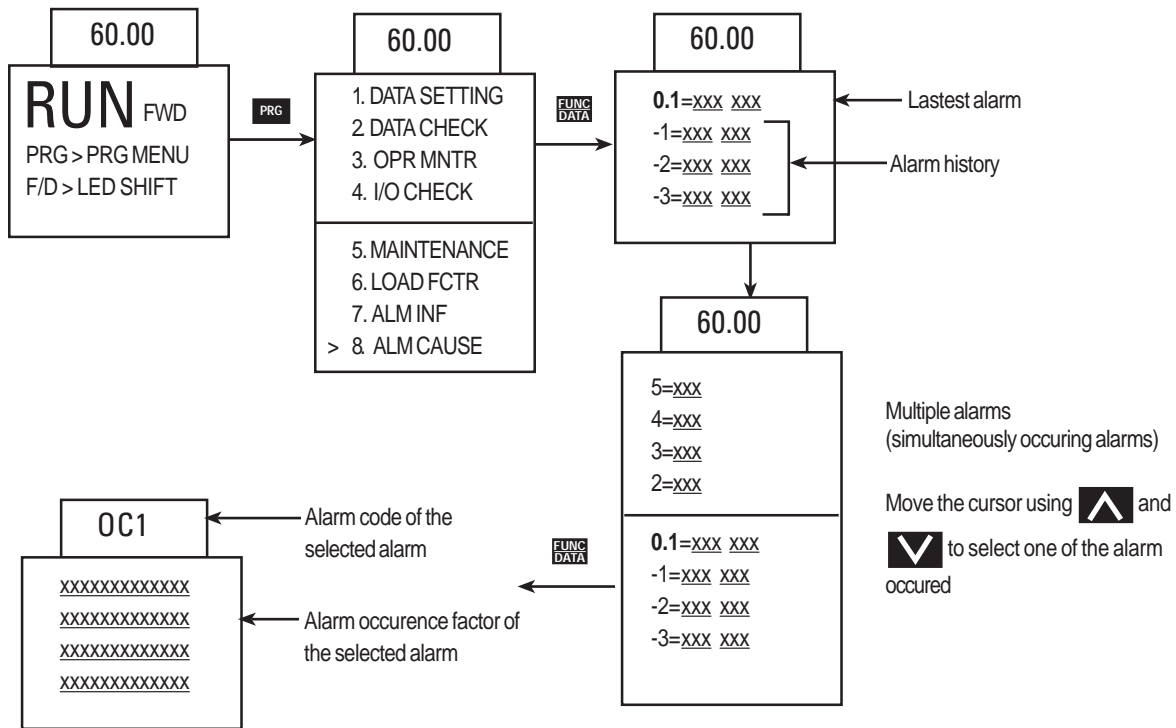 60.00
RUN FWD
PRG > PRG MENU
F/D > LED SHIFT
PRG
60.00
1. DATA SETTING
2. DATA CHECK
3. OPR MNTR
4. I/O CHECK
5. MAINTENANCE
6. LOAD FCTR
7. ALM INF
> 8. ALM CAUSE
FUNC
DATA
60.00
0.1=xxx xxx
-1=xxx xxx
-2=xxx xxx
-3=xxx xxx
Lastest alarm
Alarm history
60.00
5=xxx
4=xxx
3=xxx
2=xxx
0.1=xxx xxx
-1=xxx xxx
-2=xxx xxx
-3=xxx xxx
Multiple alarms
(simultaneously occuring alarms)
Move the cursor using and
to select one of the alarm
occured
FUNC
DATA
OC1
xxxxxxxxxxxxx
xxxxxxxxxxxxx
xxxxxxxxxxxxx
xxxxxxxxxxxxx
Alarm code of the
selected alarm
Alarm occurence factor of
the selected alarm